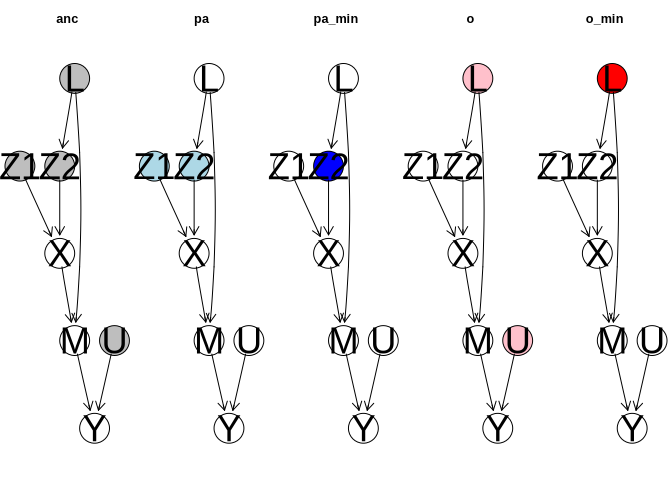 anc pa pa_min o o_min
L L L L L
Z1 Z2 Z1 Z2 Z1 Z2 Z1 Z2 Z1 Z2
X X X X X
M U M U M U M U M U
Y Y Y Y Y